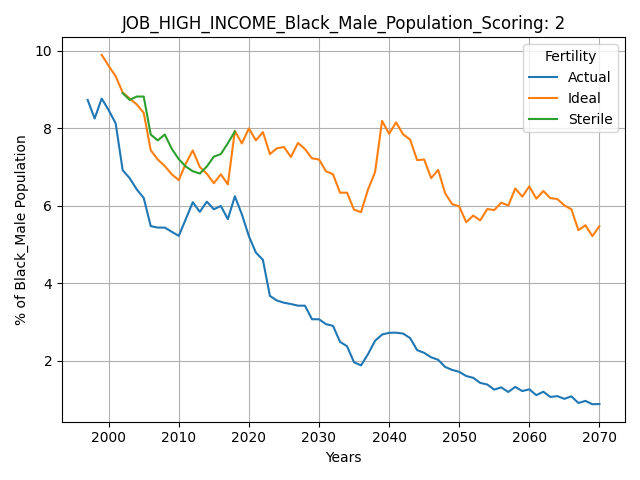 JOB_HIGH_INCOME_Black_Male_Population_Scoring: 2
Fertility
Actual
Ideal
Sterile
% of Black_Male Population
10
8
6
4
2
2000 2010 2020 2030 2040 2050 2060 2070
Years